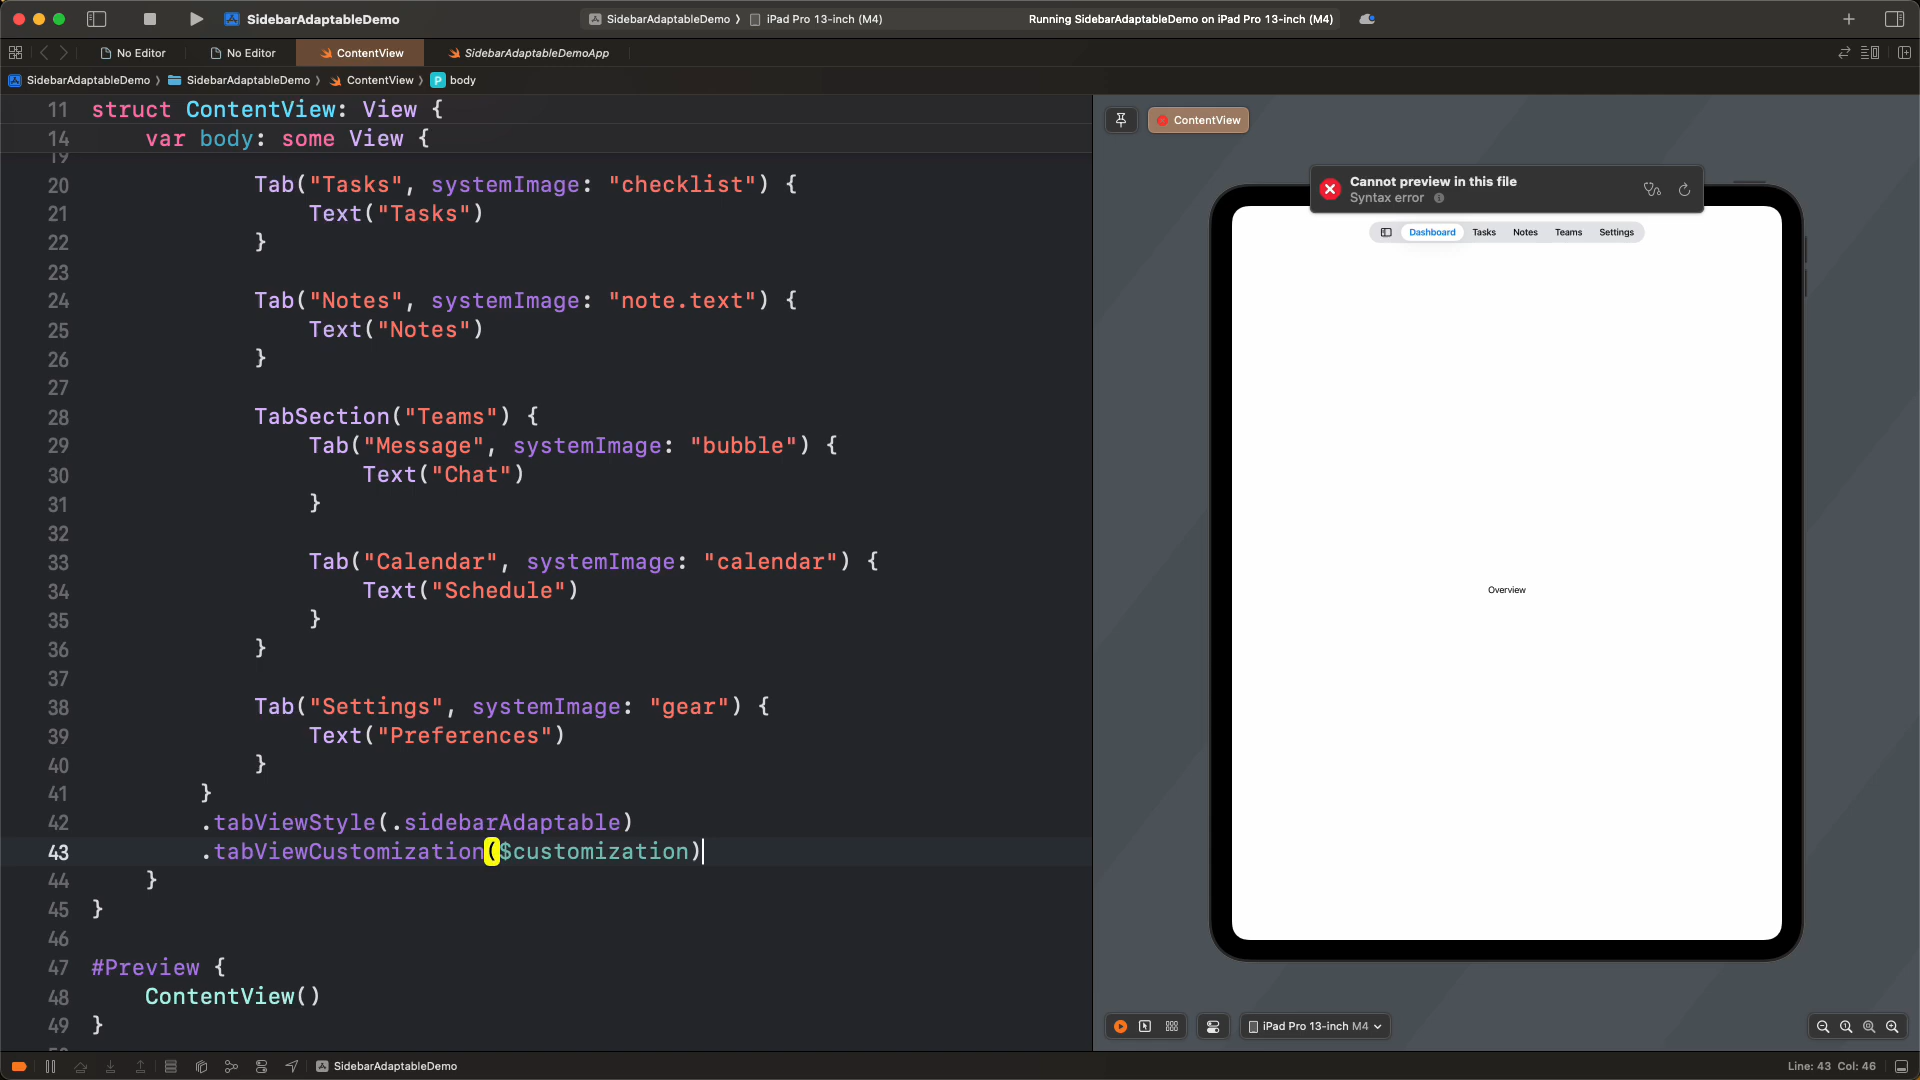 SidebarAdaptableDemo
SidebarAdaptableDemo 〉 iPad Pro 13-inch (M4)
Running SidebarAdaptableDemo on iPad Pro 13-inch (M4)
No Editor
No Editor
ContentView
SidebarAdaptableDemoApp
SidebarAdaptableDemo 〉 SidebarAdaptableDemo 〉 ContentView 〉 P body
11 struct ContentView: View {
14 var body: some View {
19
20 Tab("Tasks", systemImage: "checklist") {
21 Text("Tasks")
22 }
23
24 Tab("Notes", systemImage: "note.text") {
25 Text("Notes")
26 }
27
28 TabSection("Teams") {
29 Tab("Message", systemImage: "bubble") {
30 Text("Chat")
31 }
32
33 Tab("Calendar", systemImage: "calendar") {
34 Text("Schedule")
35 }
36 }
37
38 Tab("Settings", systemImage: "gear") {
39 Text("Preferences")
40 }
41 }
42 .tabViewStyle(.sidebarAdaptable)
43 .tabViewCustomization($customization)
44 }
45 }
46
47 #Preview {
48 ContentView()
49 }
ContentView
Cannot preview in this file
Syntax error
Dashboard Tasks Notes Teams Settings
Overview
iPad Pro 13-inch M4
SidebarAdaptableDemo
Line: 43 Col: 46